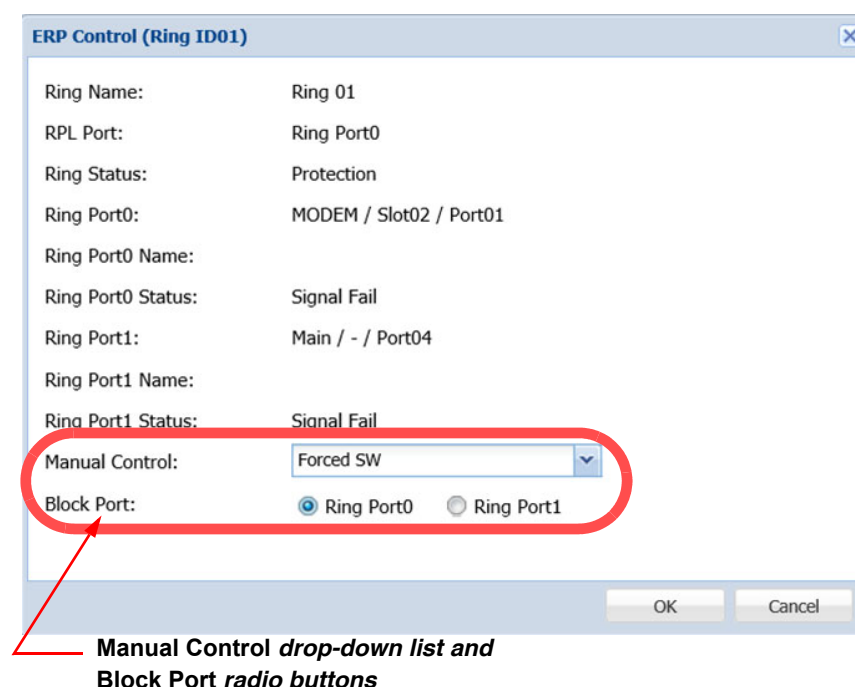 ERP Control (Ring ID01)
Ring Name: Ring 01
RPL Port: Ring Port0
Ring Status: Protection
Ring Port0: MODEM / Slot02 / Port01
Ring Port0 Name:
Ring Port0 Status: Signal Fail
Ring Port1: Main / - / Port04
Ring Port1 Name:
Ring Port1 Status: Signal Fail
Manual Control: Forced SW
Block Port: Ring Port0 Ring Port1
OK Cancel
Manual Control drop-down list and
Block Port radio buttons